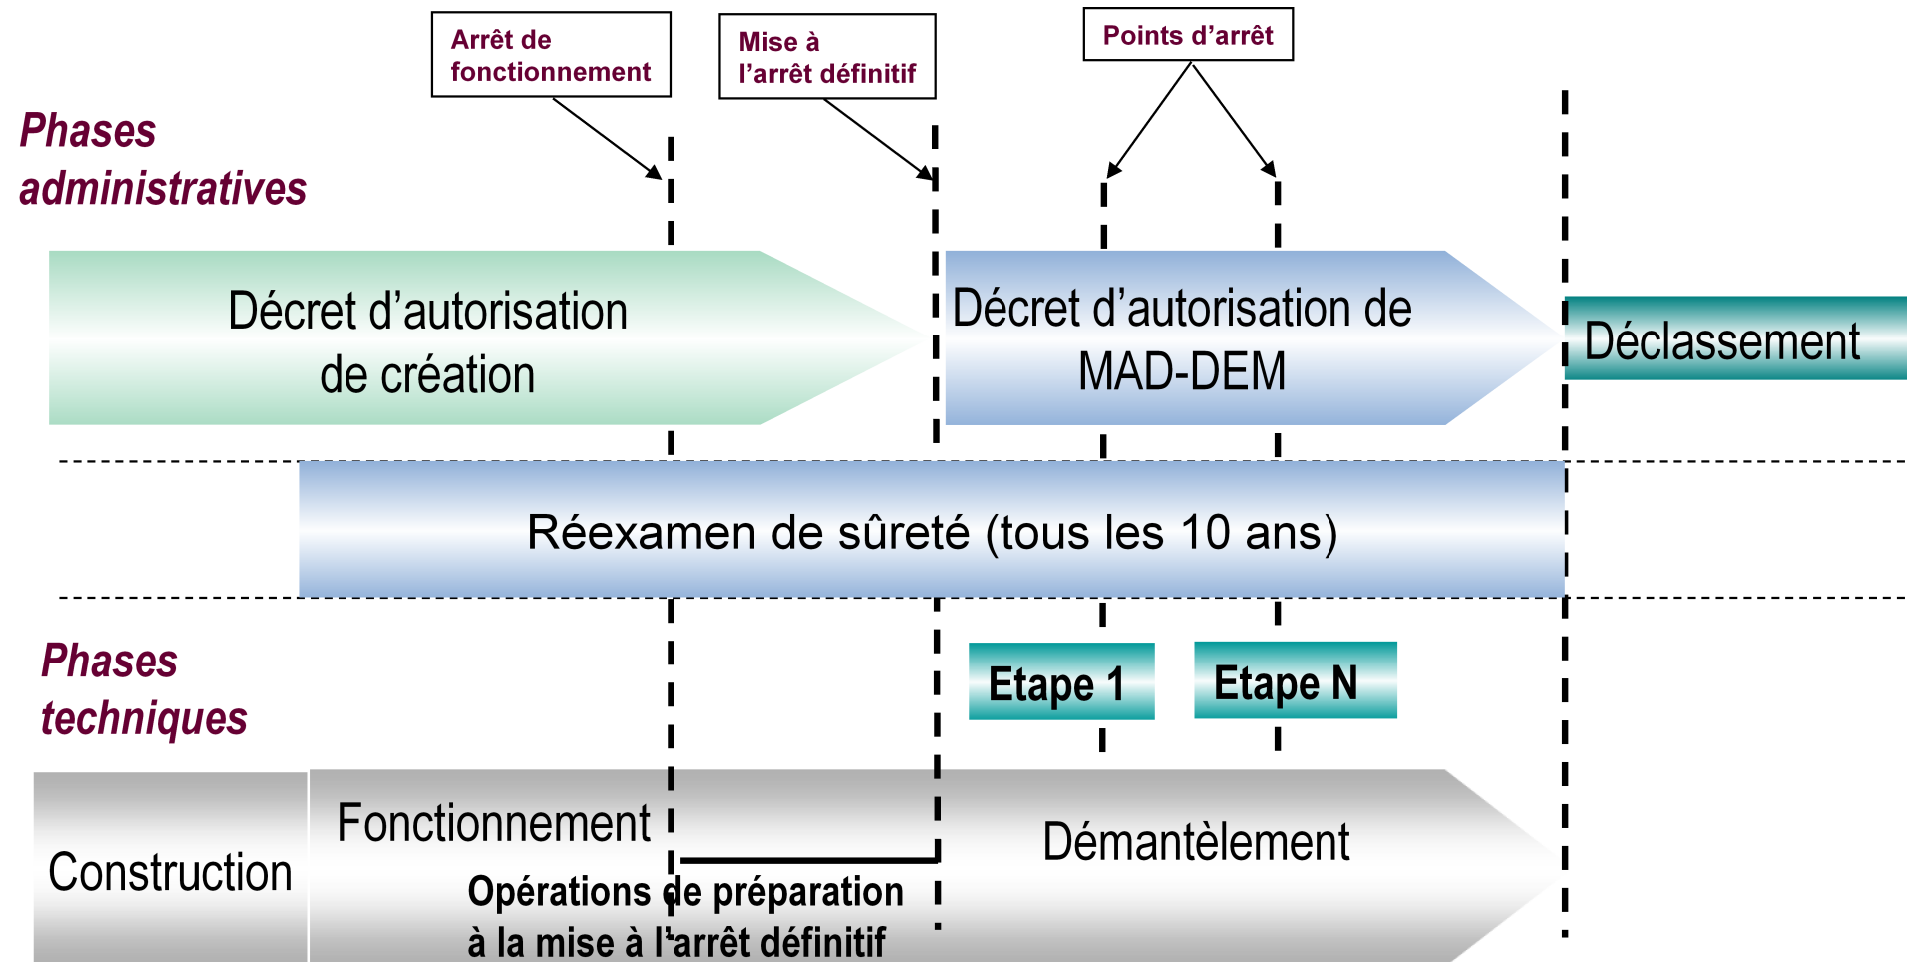 Arrêt de
fonctionnement
Mise à
l’arrêt définitif
Points d’arrêt
Phases
administratives
Décret d’autorisation
de création
Décret d’autorisation de
MAD-DEM
Déclassement
Réexamen de sûreté (tous les 10 ans)
Phases
techniques
Etape 1
Etape N
Construction
Fonctionnement
Démantèlement
Opérations de préparation
à la mise à l’arrêt définitif